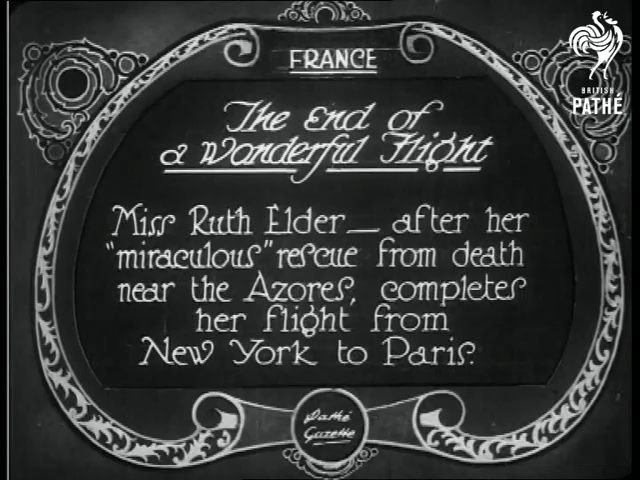 FRANCE
The End of
a Wonderful Flight
Miss Ruth Elder — after her
"miraculous" rescue from death
near the Azores, completes
her flight from
New York to Paris.
Pathé
Gazette
BRITISH
PATHÉ